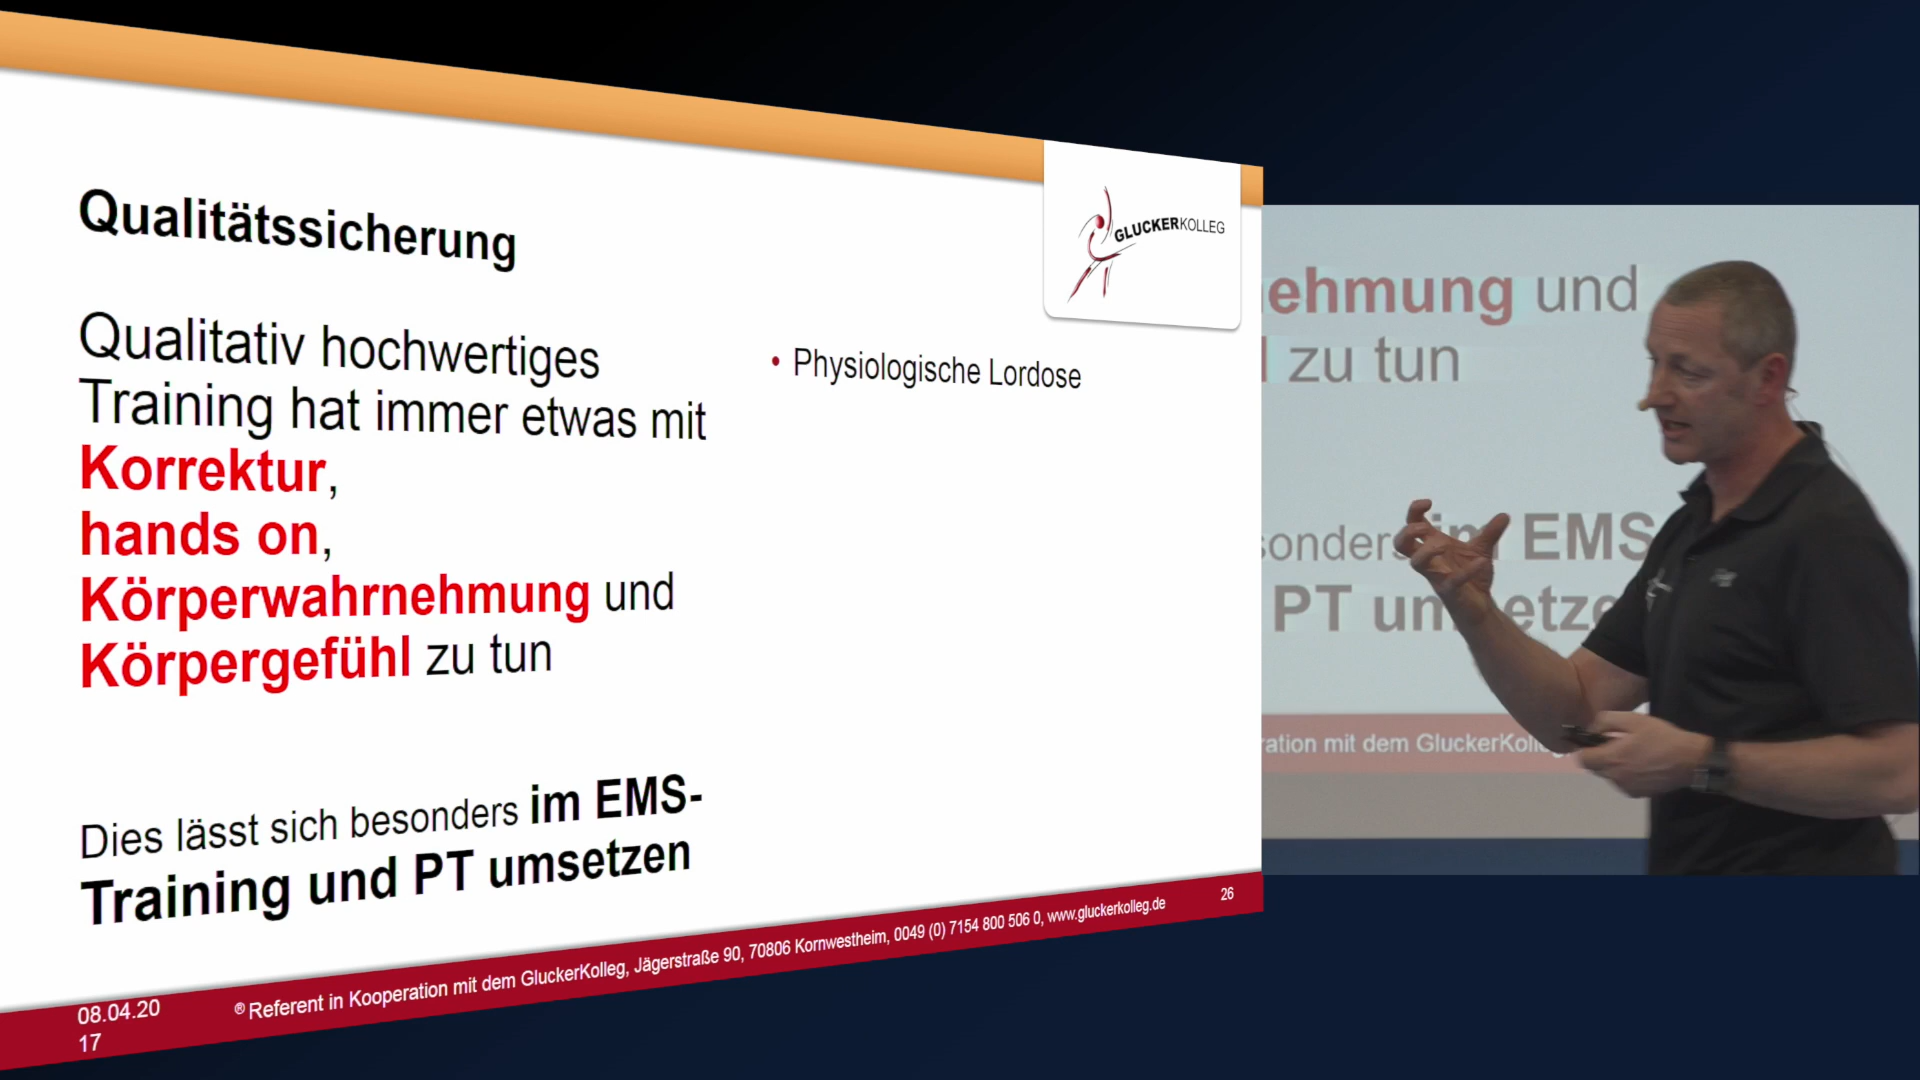 Qualitätssicherung
GLUCKERKOLLEG
Qualitativ hochwertiges
Training hat immer etwas mit
Korrektur,
hands on,
Körperwahrnehmung und
Körpergefühl zu tun
Dies lässt sich besonders im EMS-
Training und PT umsetzen
• Physiologische Lordose
08.04.20
17
® Referent in Kooperation mit dem GluckerKolleg, Jägerstraße 90, 70806 Kornwestheim, 0049 (0) 7154 800 506 0, www.gluckerkolleg.de
26
ehmung und
l zu tun
sonders im EMS
PT umsetze
ration mit dem GluckerKolleg